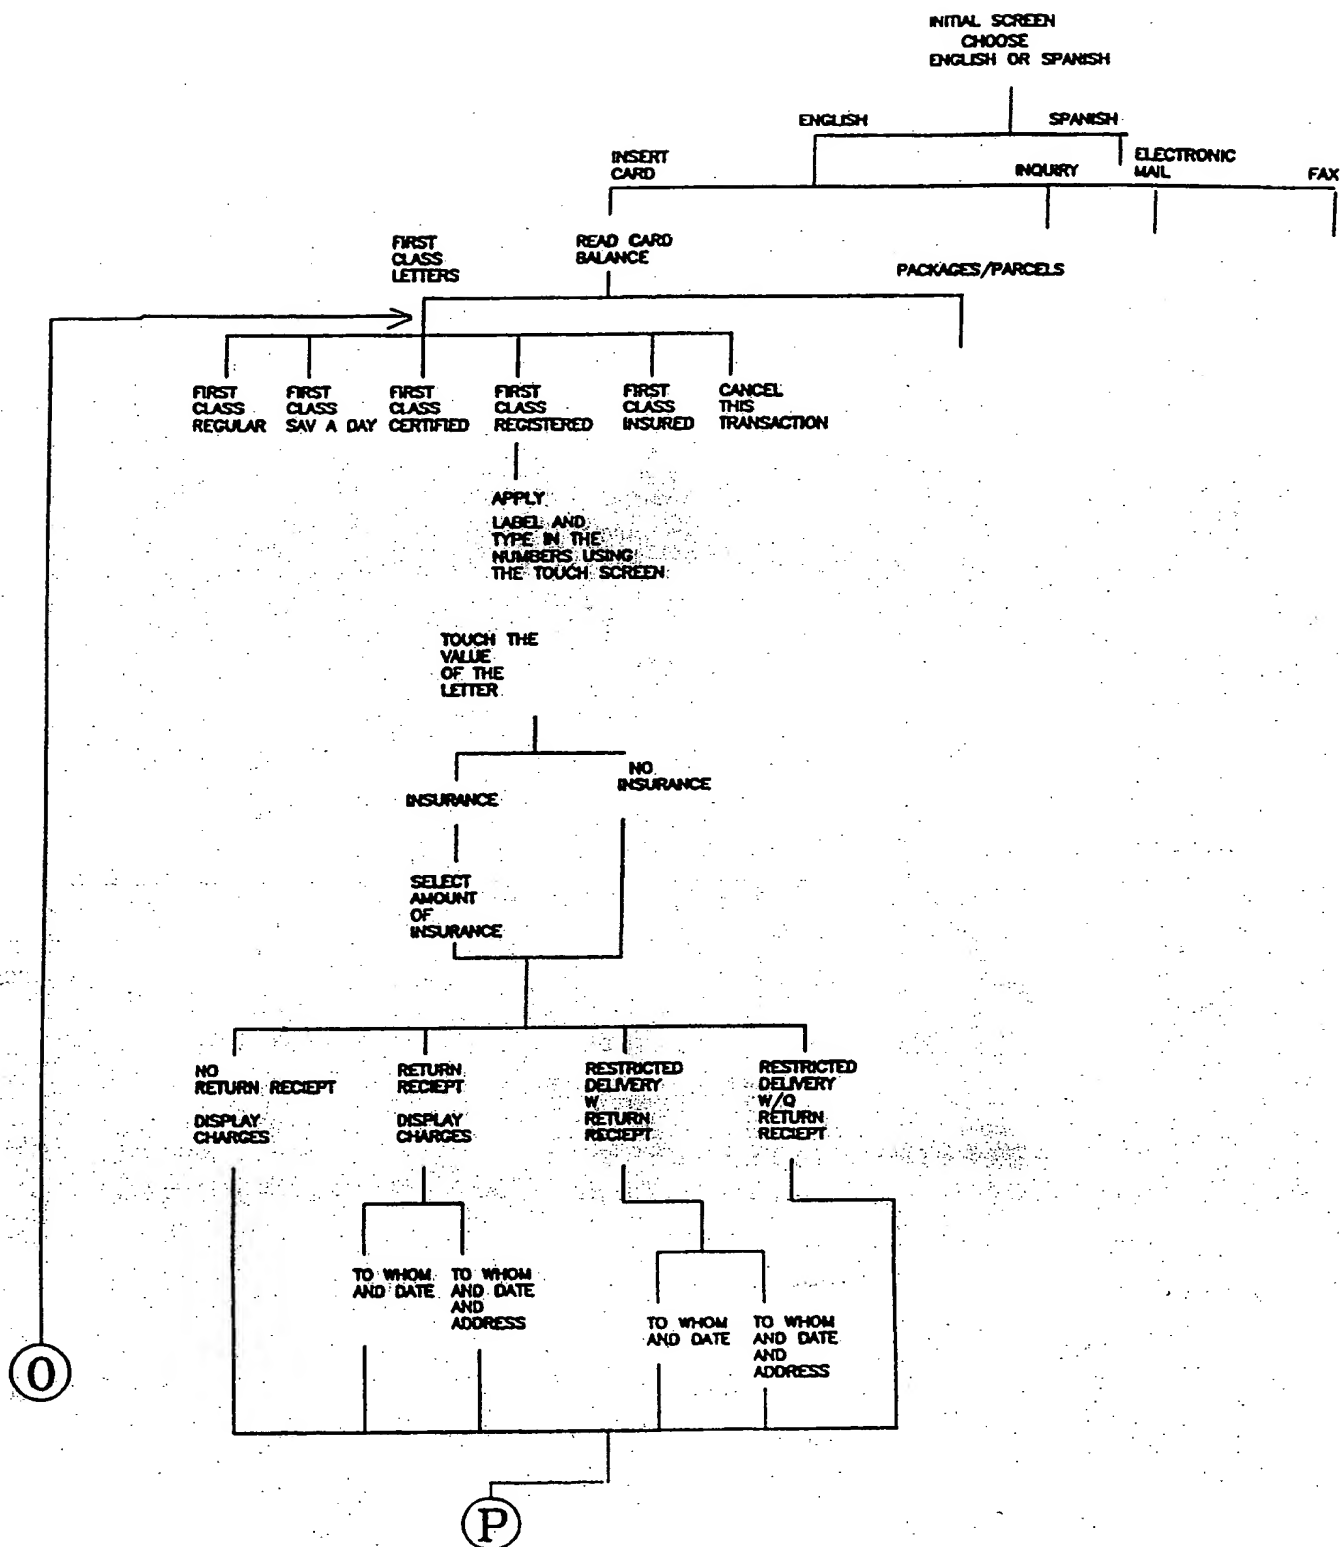 INITIAL SCREEN
CHOOSE
ENGLISH OR SPANISH
ENGLISH
SPANISH
INSERT
CARD
INQUIRY
ELECTRONIC
MAIL
FAX
FIRST
CLASS
LETTERS
READ CARD
BALANCE
PACKAGES/PARCELS
FIRST
CLASS
REGULAR
FIRST
CLASS
SAV A DAY
FIRST
CLASS
CERTIFIED
FIRST
CLASS
REGISTERED
FIRST
CLASS
INSURED
CANCEL
THIS
TRANSACTION
APPLY
LABEL AND
TYPE IN THE
NUMBERS USING
THE TOUCH SCREEN
TOUCH THE
VALUE
OF THE
LETTER
INSURANCE
NO
INSURANCE
SELECT
AMOUNT
OF
INSURANCE
NO
RETURN RECIEPT
DISPLAY
CHARGES
RETURN
RECIEPT
DISPLAY
CHARGES
RESTRICTED
DELIVERY
W
RETURN
RECIEPT
RESTRICTED
DELIVERY
W/O
RETURN
RECIEPT
TO WHOM
AND DATE
TO WHOM
AND DATE
AND
ADDRESS
TO WHOM
AND DATE
TO WHOM
AND DATE
AND
ADDRESS
O
P